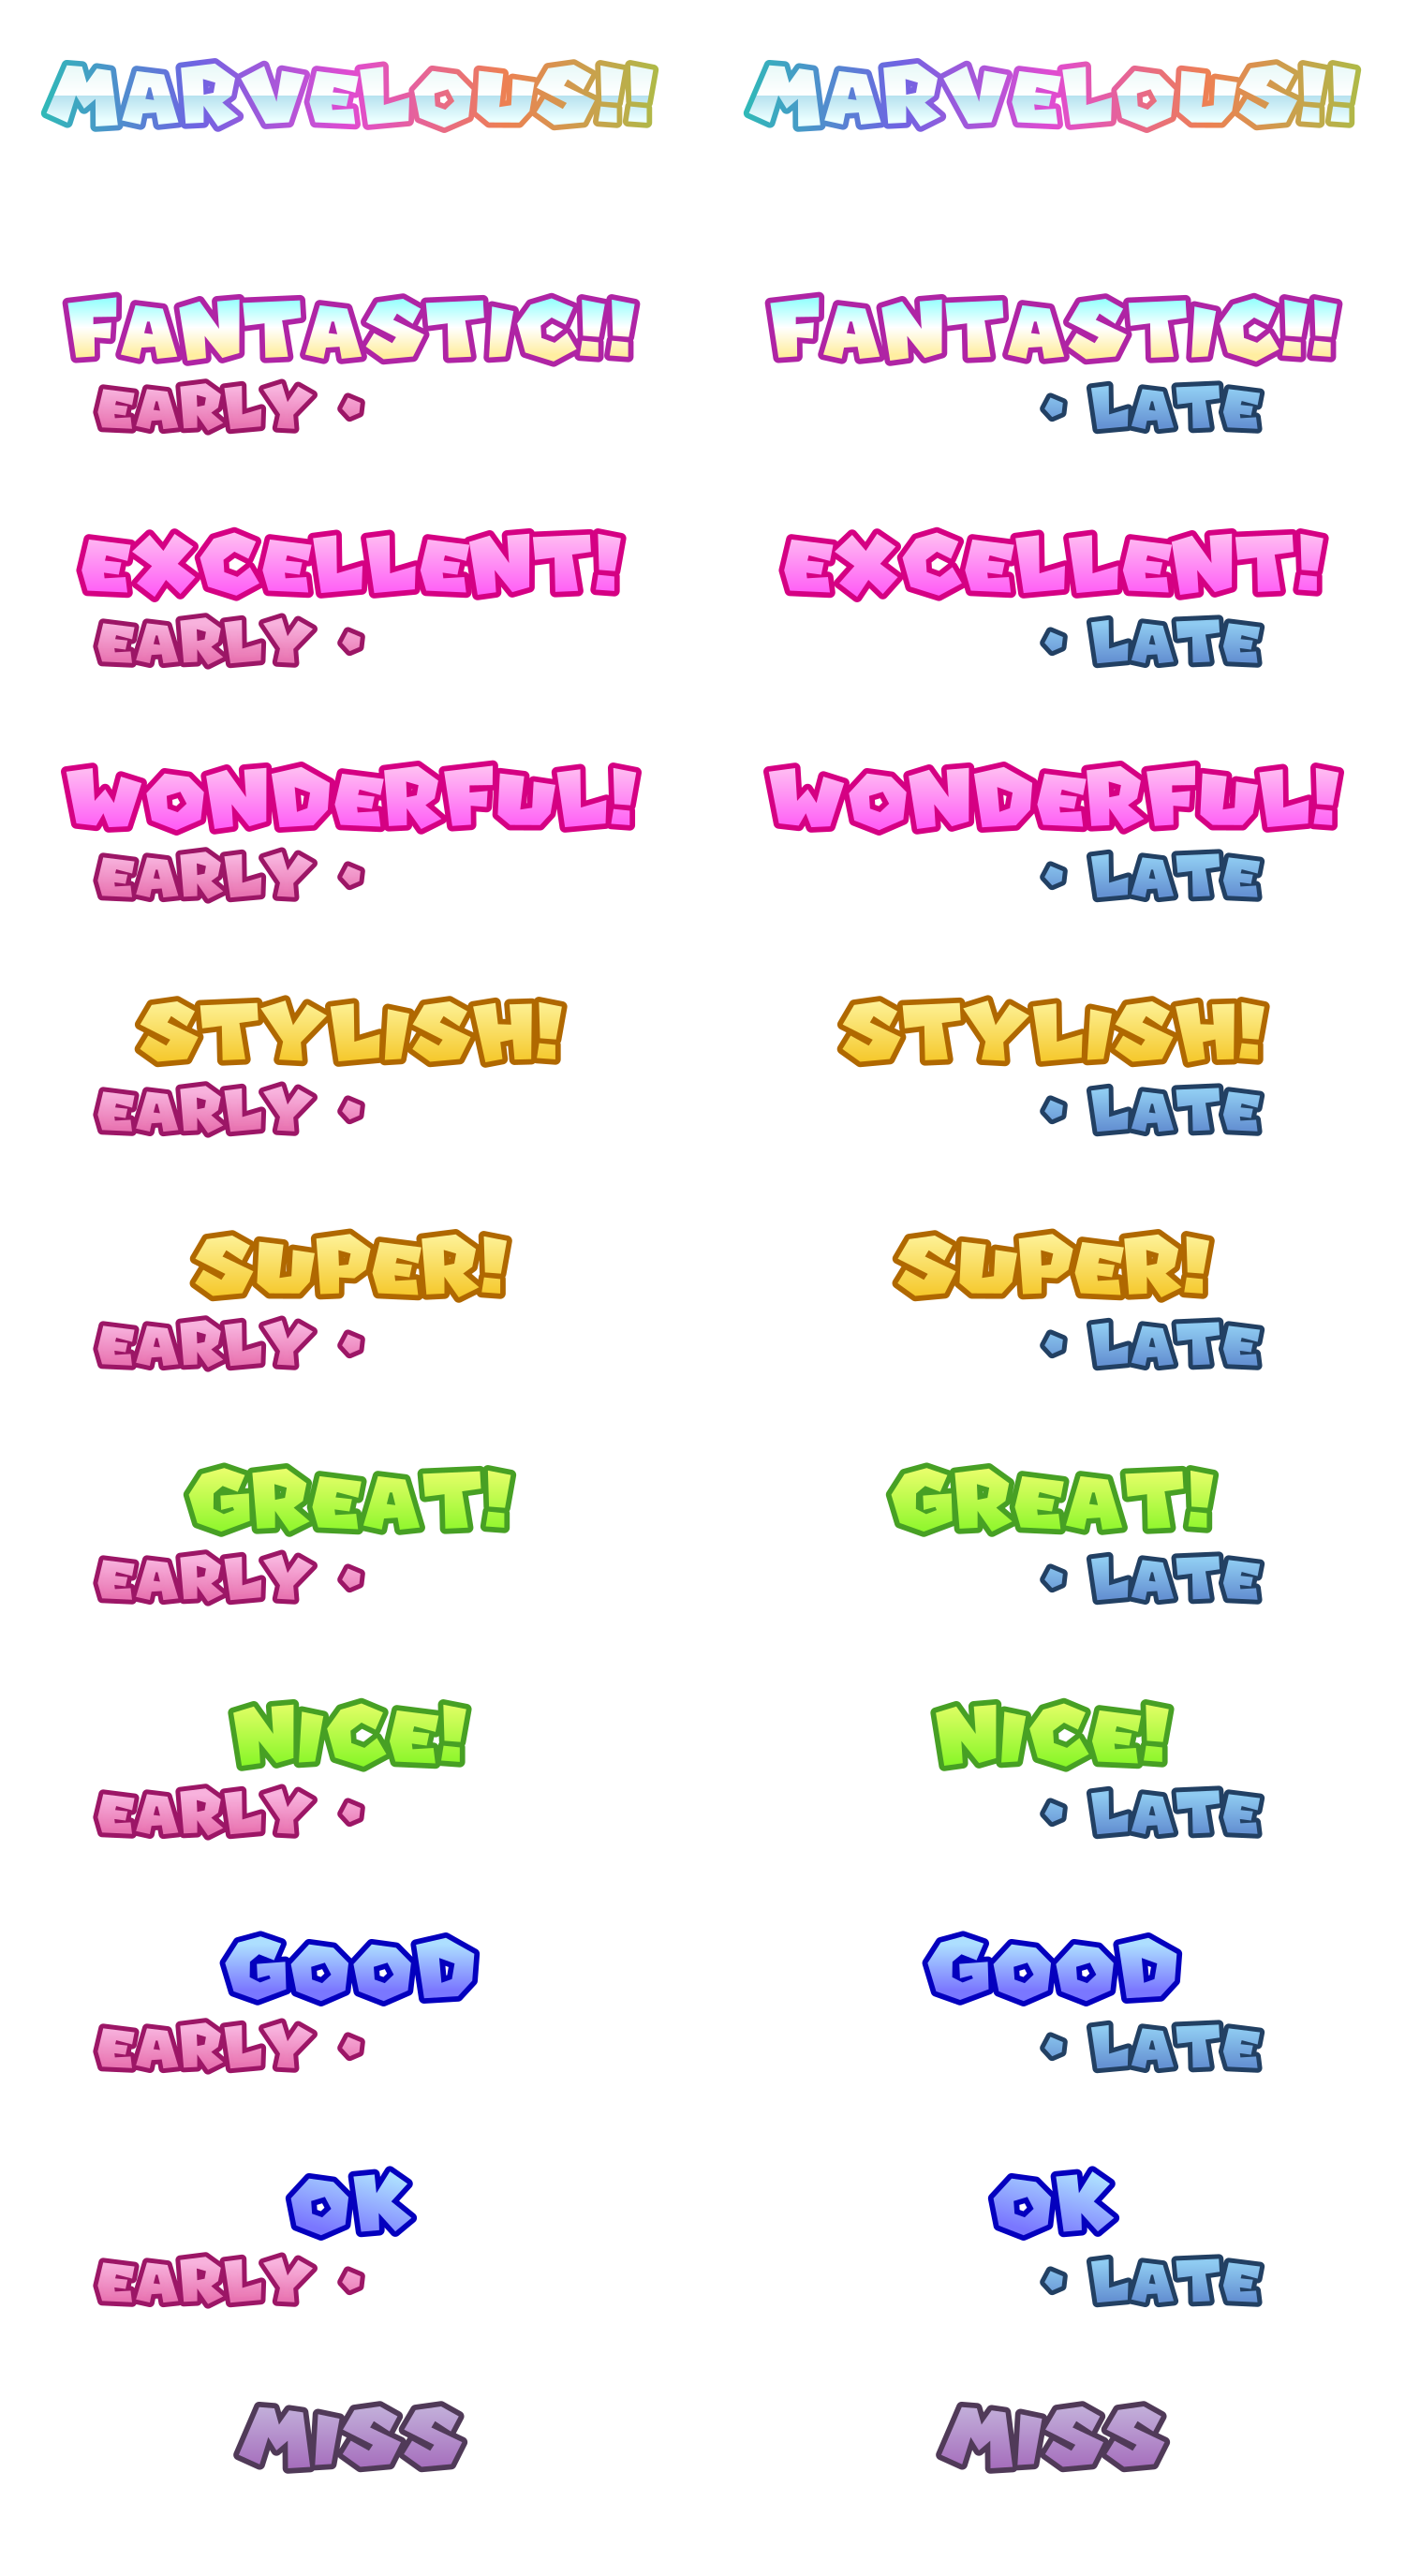 MARVELOUS!! MARVELOUS!!
FANTASTIC!! FANTASTIC!!
EARLY • • LATE
EXCELLENT! EXCELLENT!
EARLY • • LATE
WONDERFUL! WONDERFUL!
EARLY • • LATE
STYLISH! STYLISH!
EARLY • • LATE
SUPER! SUPER!
EARLY • • LATE
GREAT! GREAT!
EARLY • • LATE
NICE! NICE!
EARLY • • LATE
GOOD GOOD
EARLY • • LATE
OK OK
EARLY • • LATE
MISS MISS